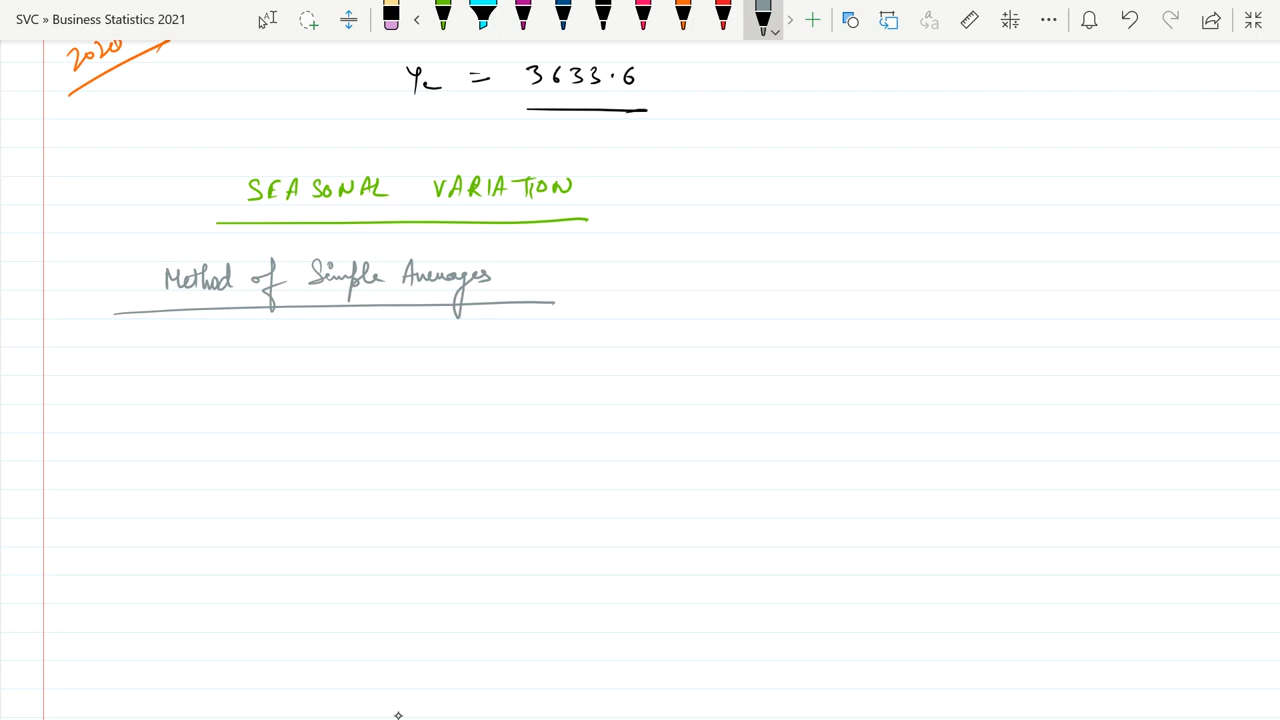 SVC » Business Statistics 2021
2020
Yc = 3633.6
SEASONAL VARIATION
Method of Simple Averages